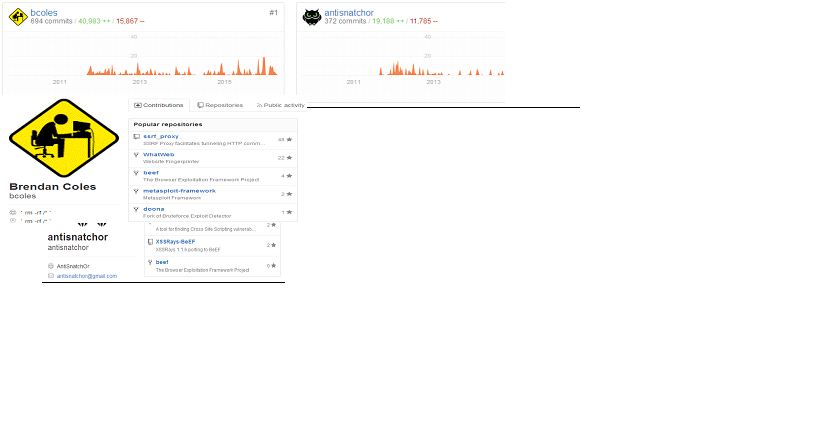 bcoles #1
694 commits / 40,983 ++ / 15,867 --
40
20
2011 2013 2015
antisnatchor
372 commits / 19,188 ++ / 11,785 --
40
20
2011 2013
Contributions Repositories Public activity
Popular repositories
ssrf_proxy
SSRF Proxy facilitates tunneling HTTP comm...
WhatWeb 22
Website Fingerprinter
beef 4
The Browser Exploitation Framework Project
metasploit-framework 2
Metasploit Framework
doona 1
Fork of Bruteforce Exploit Detector
Brendan Coles
bcoles
2
A tool for finding Cross Site Scripting vulnerab...
XSSRays-BeEF 2
XSSRays 1.1.5 porting to BeEF
beef 0
The Browser Exploitation Framework Project
antisnatchor
antisnatchor
AntiSnatchOr
antisnatchor@gmail.com